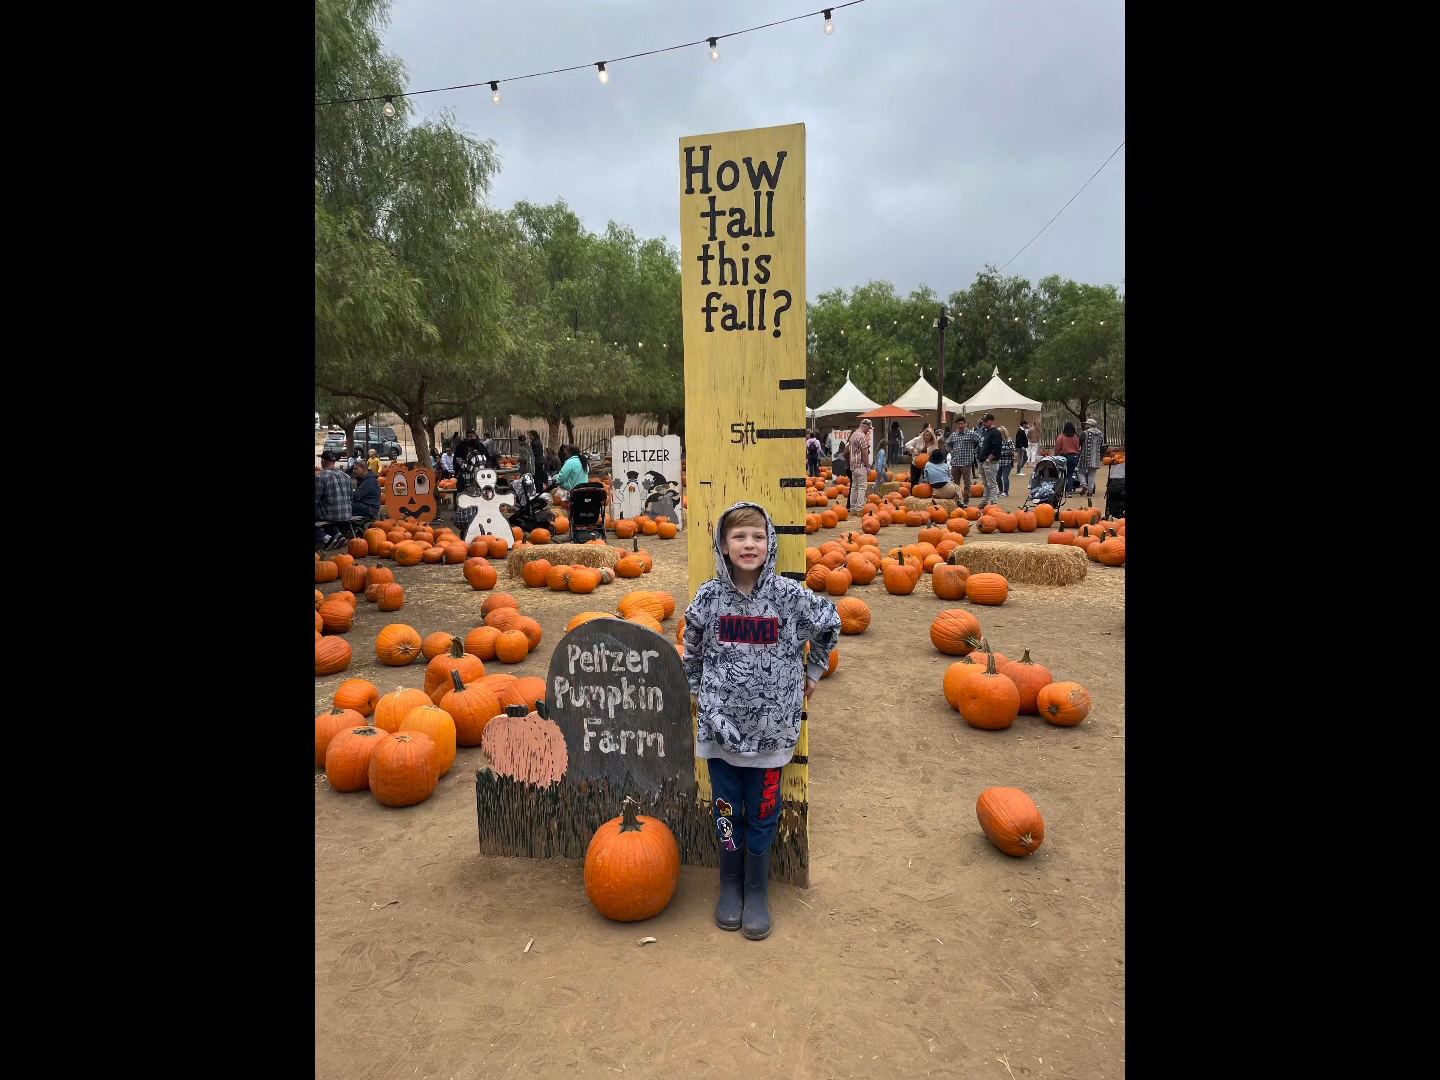 How
tall
this
fall?
5ft
PELTZER
MARVEL
Peltzer
Pumpkin
Farm